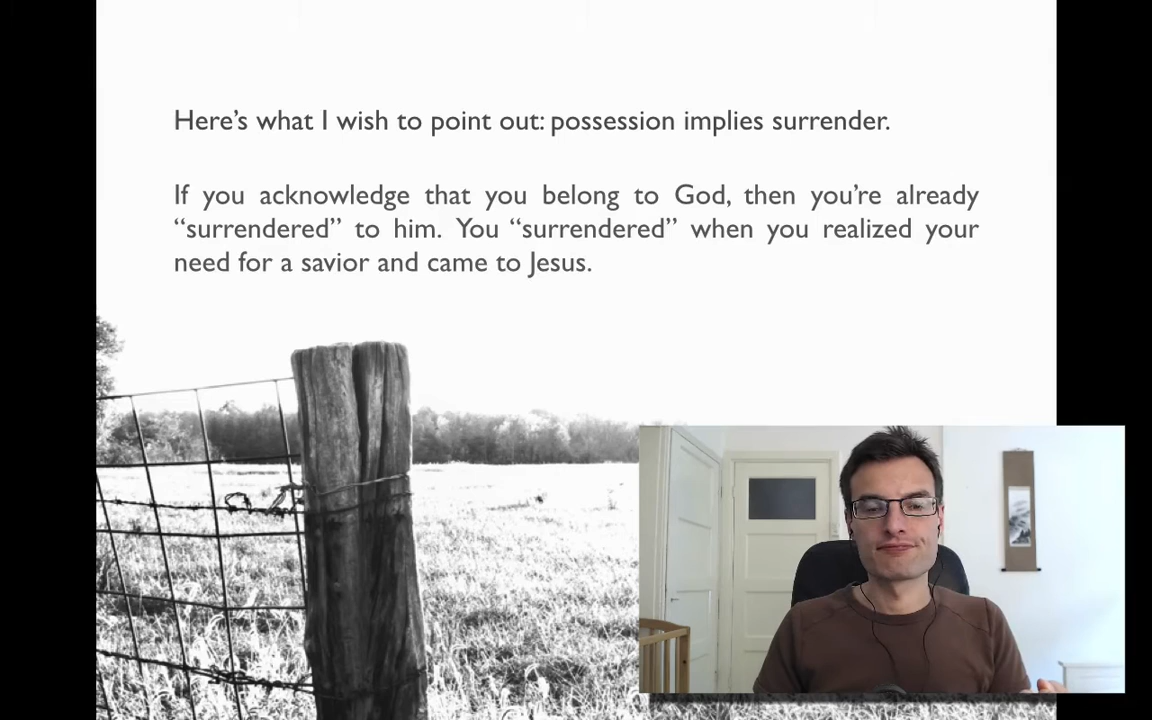 Here’s what I wish to point out: possession implies surrender.
If you acknowledge that you belong to God, then you’re already
“surrendered” to him. You “surrendered” when you realized your
need for a savior and came to Jesus.